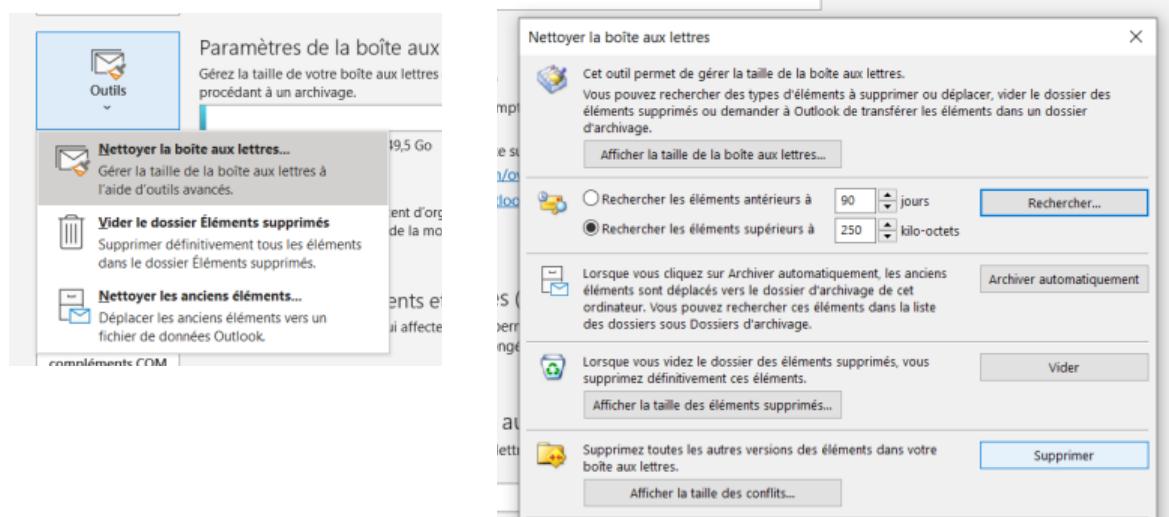 Outils
Paramètres de la boîte aux
Gérez la taille de votre boîte aux lettres
procédant à un archivage.
49,5 Go
Nettoyer la boîte aux lettres...
Gérer la taille de la boîte aux lettres à
l'aide d'outils avancés.
Vider le dossier Éléments supprimés
Supprimer définitivement tous les éléments
dans le dossier Éléments supprimés.
Nettoyer les anciens éléments...
Déplacer les anciens éléments vers un
fichier de données Outlook.
ent d'org
de la mo
ents et
ui affecte
compléments COM
Nettoyer la boîte aux lettres
Cet outil permet de gérer la taille de la boîte aux lettres.
Vous pouvez rechercher des types d'éléments à supprimer ou déplacer, vider le dossier des
éléments supprimés ou demander à Outlook de transférer les éléments dans un dossier
d'archivage.
Afficher la taille de la boîte aux lettres...
Rechercher les éléments antérieurs à 90 jours
Rechercher...
Rechercher les éléments supérieurs à 250 kilo-octets
Lorsque vous cliquez sur Archiver automatiquement, les anciens
éléments sont déplacés vers le dossier d'archivage de cet
ordinateur. Vous pouvez rechercher ces éléments dans la liste
des dossiers sous Dossiers d'archivage.
Archiver automatiquement
Lorsque vous videz le dossier des éléments supprimés, vous
supprimez définitivement ces éléments.
Vider
Afficher la taille des éléments supprimés...
Supprimez toutes les autres versions des éléments dans votre
boîte aux lettres.
Supprimer
Afficher la taille des conflits...